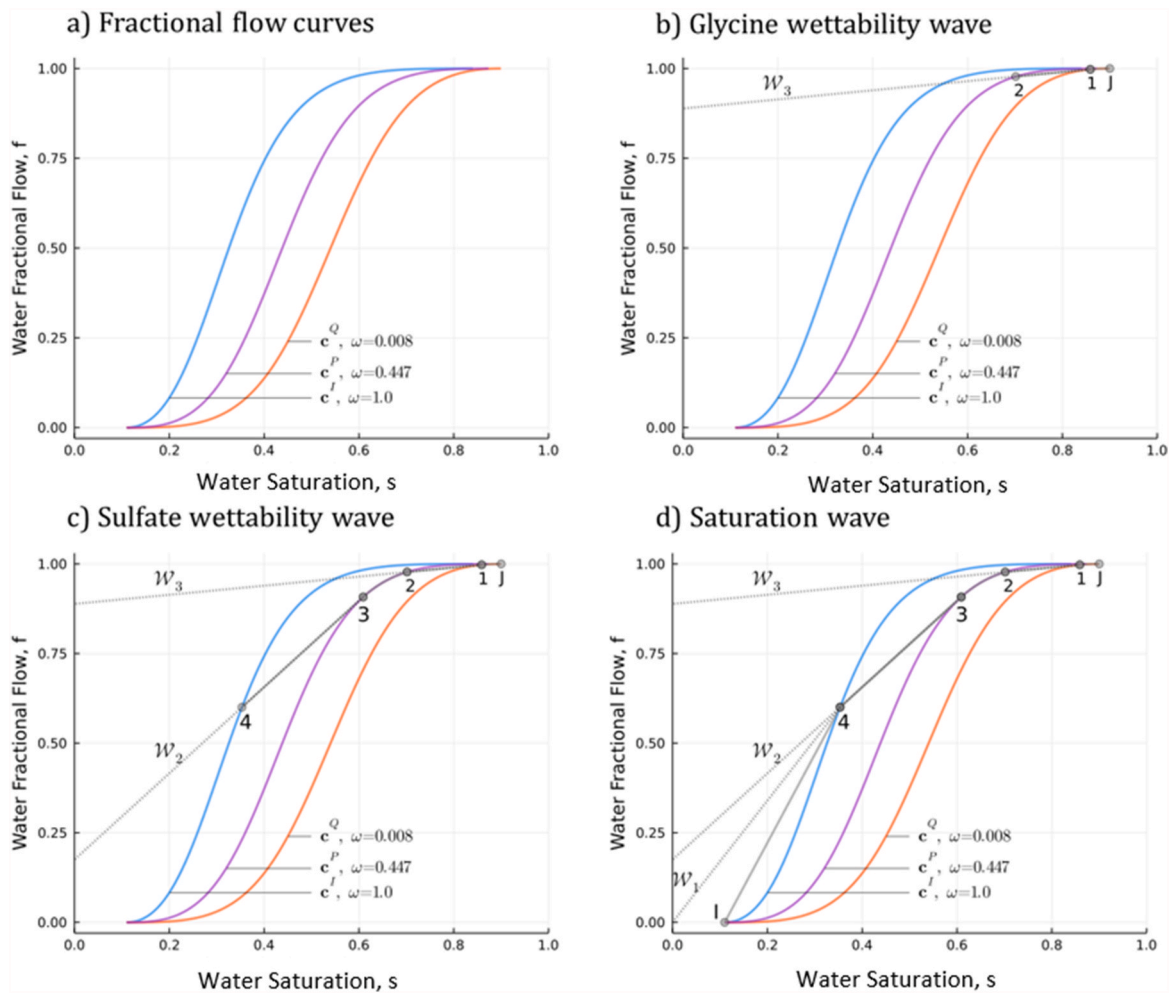 a) Fractional flow curves
1.00
0.75
0.50
0.25
0.00
Water Fractional Flow, f
c^Q, ω=0.008
c^P, ω=0.447
c^I, ω=1.0
0.0 0.2 0.4 0.6 0.8 1.0
Water Saturation, s
b) Glycine wettability wave
1.00
0.75
0.50
0.25
0.00
Water Fractional Flow, f
𝒲₃
2 1 J
c^Q, ω=0.008
c^P, ω=0.447
c^I, ω=1.0
0.0 0.2 0.4 0.6 0.8 1.0
Water Saturation, s
c) Sulfate wettability wave
1.00
0.75
0.50
0.25
0.00
Water Fractional Flow, f
𝒲₃
2 1 J
3
4
𝒲₂
c^Q, ω=0.008
c^P, ω=0.447
c^I, ω=1.0
0.0 0.2 0.4 0.6 0.8 1.0
Water Saturation, s
d) Saturation wave
1.00
0.75
0.50
0.25
0.00
Water Fractional Flow, f
𝒲₃
2 1 J
3
4
𝒲₂
𝒲₁
I
c^Q, ω=0.008
c^P, ω=0.447
c^I, ω=1.0
0.0 0.2 0.4 0.6 0.8 1.0
Water Saturation, s